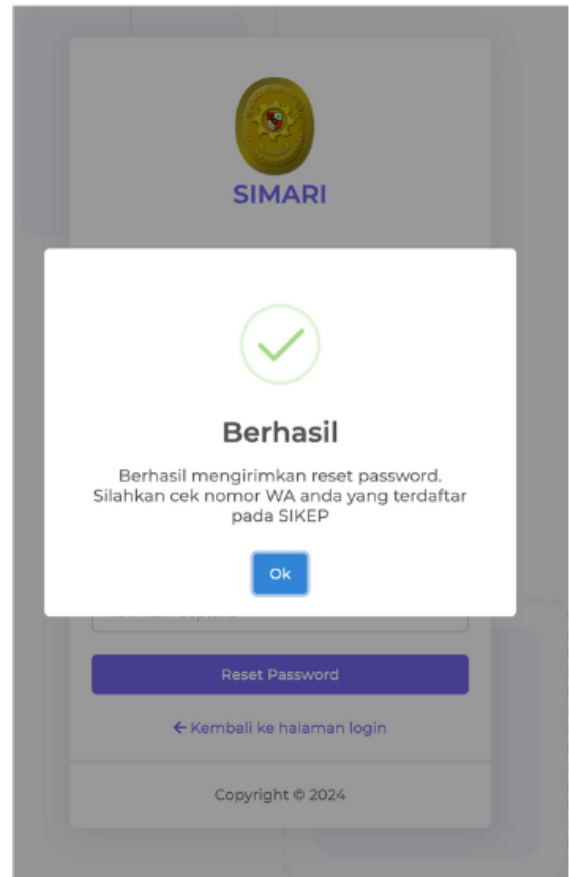 SIMARI
Berhasil
Berhasil mengirimkan reset password.
Silahkan cek nomor WA anda yang terdaftar
pada SIKEP
Ok
Reset Password
← Kembali ke halaman login
Copyright © 2024